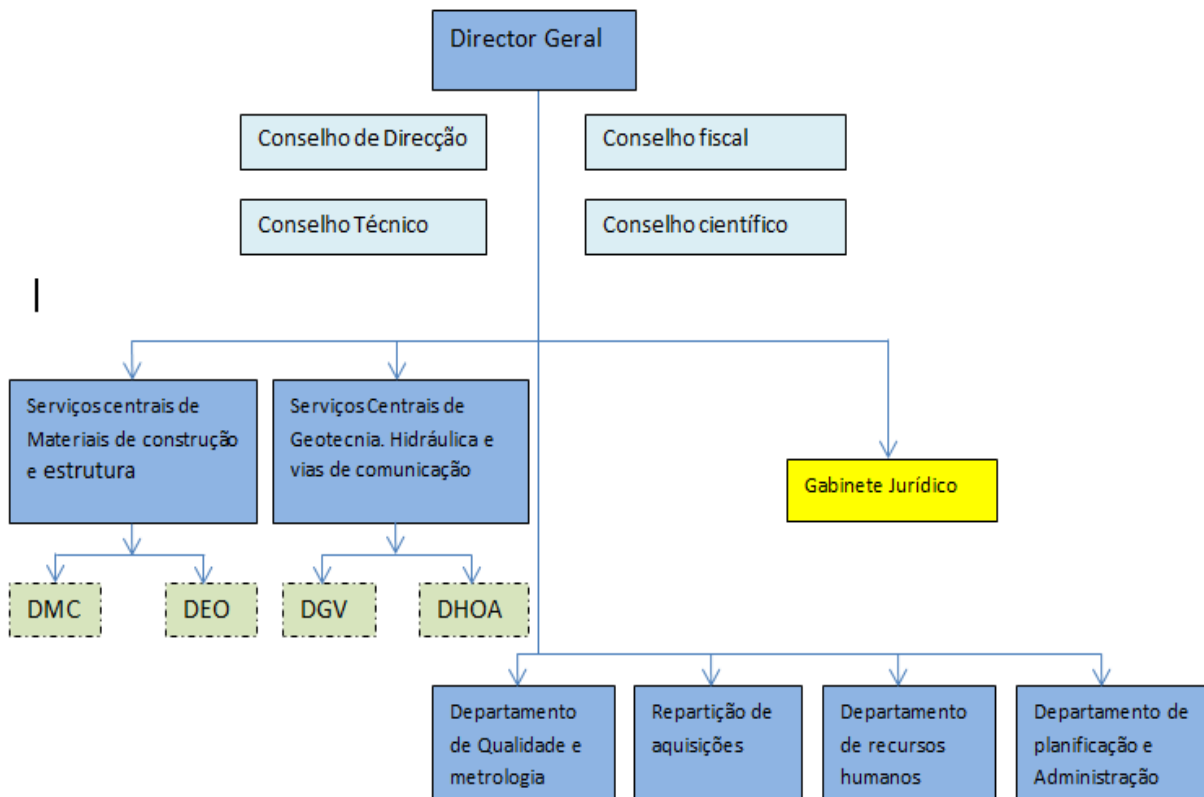 Director Geral
Conselho de Direcção
Conselho fiscal
Conselho Técnico
Conselho científico
Serviços centrais de
Materiais de construção
e estrutura
Serviços Centrais de
Geotecnia. Hidráulica e
vias de comunicação
Gabinete Jurídico
DMC
DEO
DGV
DHOA
Departamento
de Qualidade e
metrologia
Repartição de
aquisições
Departamento
de recursos
humanos
Departamento de
planificação e
Administração